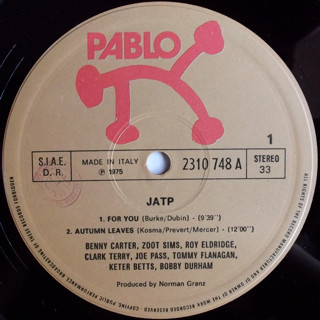 PABLO
1
S.I.A.E.
D. R.
MADE IN ITALY
℗ 1975
2310 748 A
STEREO
33
JATP
1. FOR YOU (Burke/Dubin) - (9'29'')
2. AUTUMN LEAVES (Kosma/Prevert/Mercer) - (12'00'')
BENNY CARTER, ZOOT SIMS, ROY ELDRIDGE,
CLARK TERRY, JOE PASS, TOMMY FLANAGAN,
KETER BETTS, BOBBY DURHAM
Produced by Norman Granz